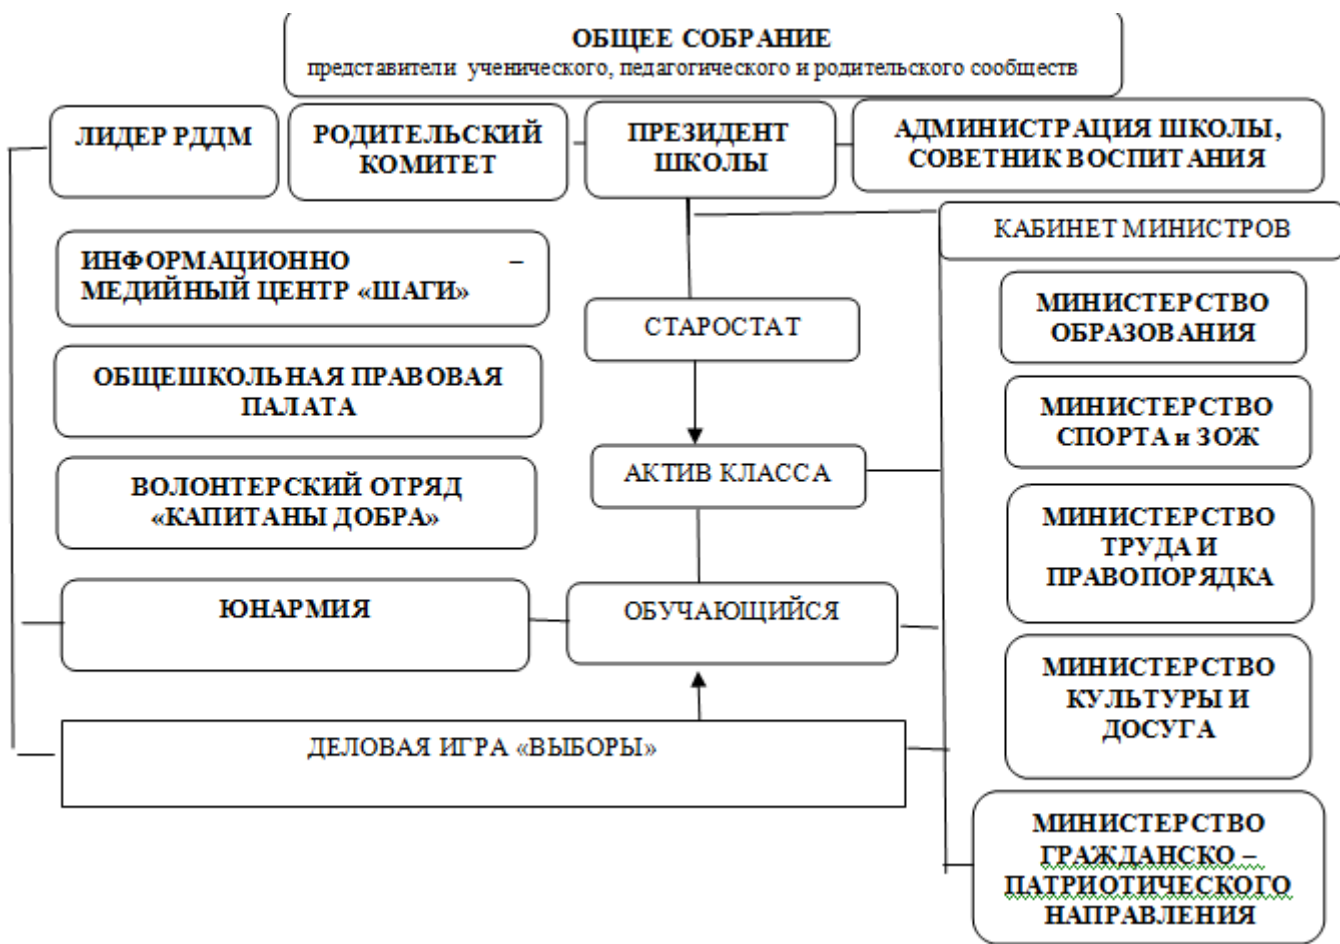 ОБЩЕЕ СОБРАНИЕ
представители ученического, педагогического и родительского сообществ
ЛИДЕР РДДМ
РОДИТЕЛЬСКИЙ
КОМИТЕТ
ПРЕЗИДЕНТ
ШКОЛЫ
АДМИНИСТРАЦИЯ ШКОЛЫ,
СОВЕТНИК ВОСПИТАНИЯ
КАБИНЕТ МИНИСТРОВ
ИНФОРМАЦИОННО –
МЕДИЙНЫЙ ЦЕНТР «ШАГИ»
СТАРОСТАТ
МИНИСТЕРСТВО
ОБРАЗОВАНИЯ
ОБЩЕШКОЛЬНАЯ ПРАВОВАЯ
ПАЛАТА
МИНИСТЕРСТВО
СПОРТА и ЗОЖ
АКТИВ КЛАССА
ВОЛОНТЕРСКИЙ ОТРЯД
«КАПИТАНЫ ДОБРА»
МИНИСТЕРСТВО
ТРУДА И
ПРАВОПОРЯДКА
ЮНАРМИЯ
ОБУЧАЮЩИЙСЯ
МИНИСТЕРСТВО
КУЛЬТУРЫ И
ДОСУГА
ДЕЛОВАЯ ИГРА «ВЫБОРЫ»
МИНИСТЕРСТВО
ГРАЖДАНСКО –
ПАТРИОТИЧЕСКОГО
НАПРАВЛЕНИЯ